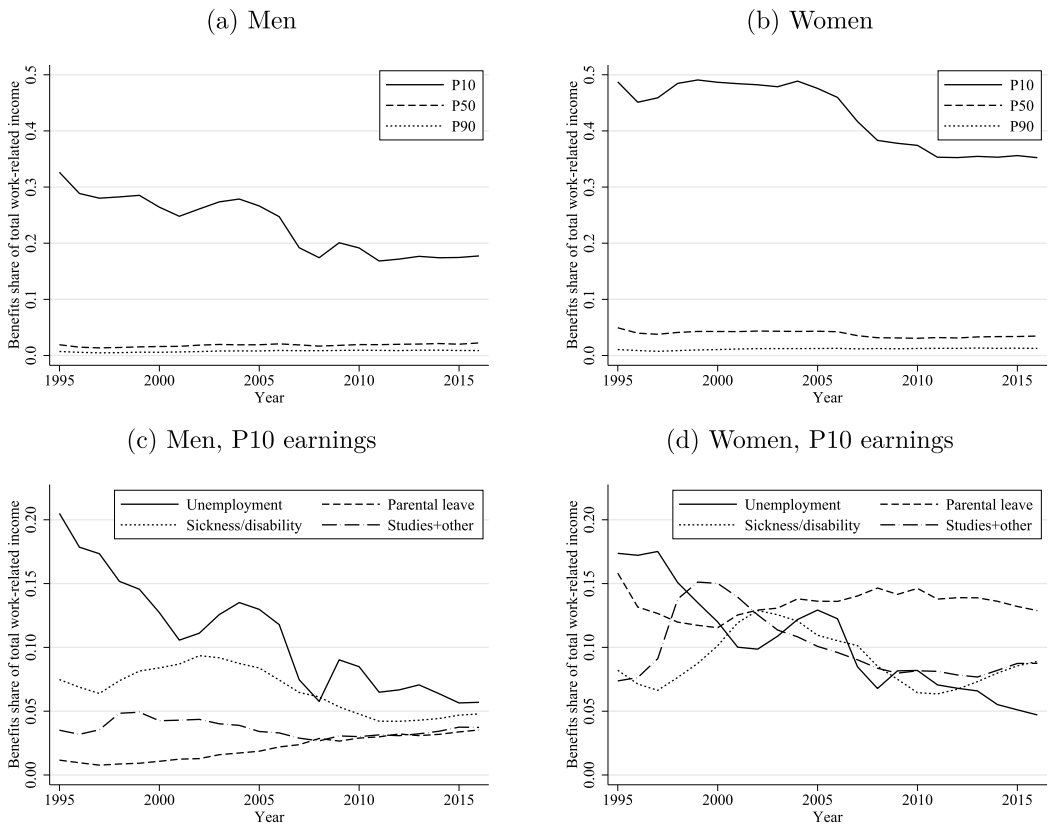 (a) Men
Benefits share of total work-related income
0.5
0.4
0.3
0.2
0.1
0.0
P10
P50
P90
1995 2000 2005 2010 2015
Year
(b) Women
Benefits share of total work-related income
0.5
0.4
0.3
0.2
0.1
0.0
P10
P50
P90
1995 2000 2005 2010 2015
Year
(c) Men, P10 earnings
Benefits share of total work-related income
0.20
0.15
0.10
0.05
0.00
Unemployment Parental leave
Sickness/disability Studies+other
1995 2000 2005 2010 2015
Year
(d) Women, P10 earnings
Benefits share of total work-related income
0.20
0.15
0.10
0.05
0.00
Unemployment Parental leave
Sickness/disability Studies+other
1995 2000 2005 2010 2015
Year